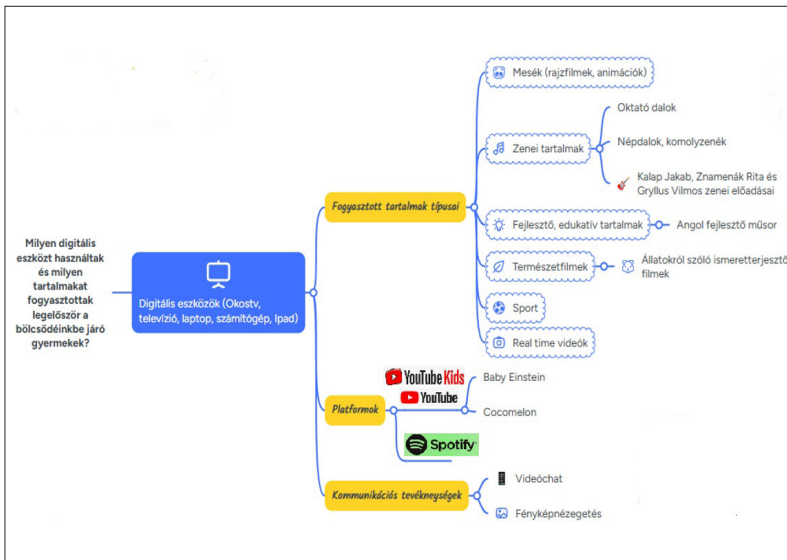 Milyen digitális
eszközt használtak
és milyen
tartalmakat
fogyasztottak
legelőször a
bölcsődéinkbe járó
gyermekek?
Digitális eszközök (Okostv,
televízió, laptop, számítógép, Ipad)
Fogyasztott tartalmak típusai
Mesék (rajzfilmek, animációk)
Zenei tartalmak
Oktató dalok
Népdalok, komolyzenék
Kalap Jakab, Znamenák Rita és
Gryllus Vilmos zenei előadásai
Fejlesztő, edukatív tartalmak
Angol fejlesztő műsor
Természetfilmek
Állatokról szóló ismeretterjesztő
filmek
Sport
Real time videók
Platformok
YouTube Kids
YouTube
Baby Einstein
Cocomelon
Spotify
Kommunikációs tevékneységek
Videóchat
Fényképnézegetés